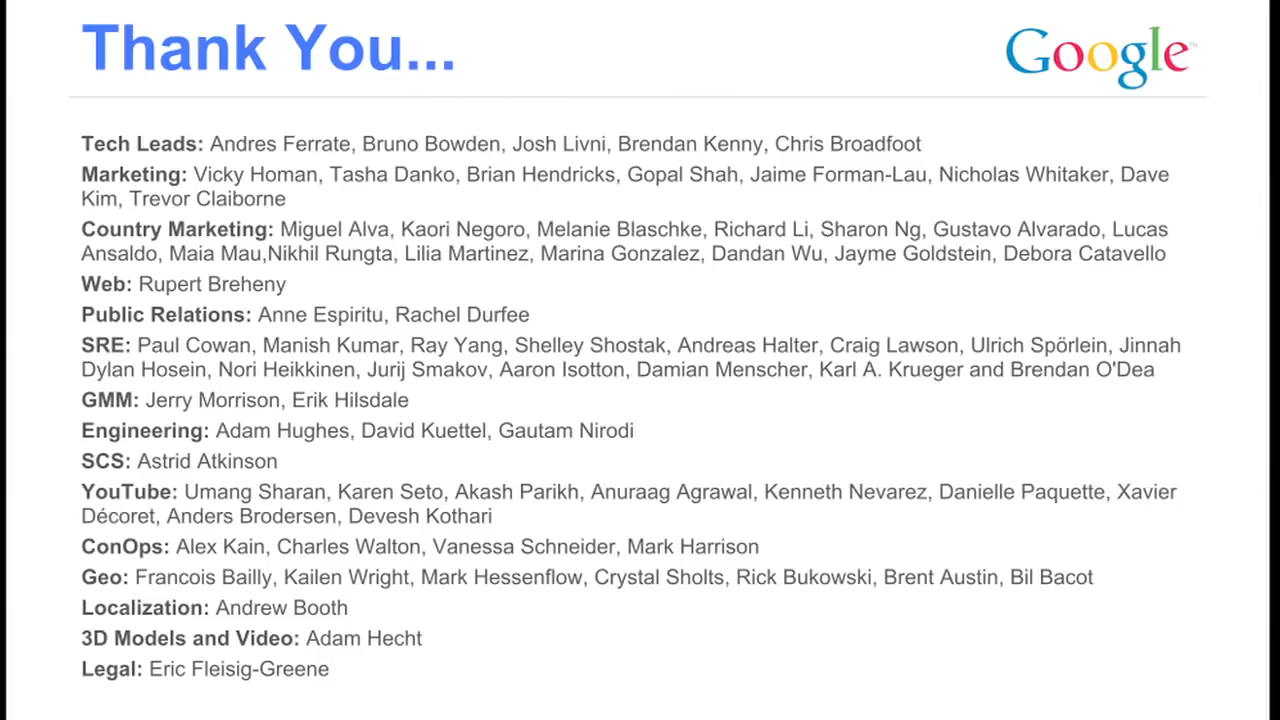 Thank You...
Google™
Tech Leads: Andres Ferrate, Bruno Bowden, Josh Livni, Brendan Kenny, Chris Broadfoot
Marketing: Vicky Homan, Tasha Danko, Brian Hendricks, Gopal Shah, Jaime Forman-Lau, Nicholas Whitaker, Dave
Kim, Trevor Claiborne
Country Marketing: Miguel Alva, Kaori Negoro, Melanie Blaschke, Richard Li, Sharon Ng, Gustavo Alvarado, Lucas
Ansaldo, Maia Mau,Nikhil Rungta, Lilia Martinez, Marina Gonzalez, Dandan Wu, Jayme Goldstein, Debora Catavello
Web: Rupert Breheny
Public Relations: Anne Espiritu, Rachel Durfee
SRE: Paul Cowan, Manish Kumar, Ray Yang, Shelley Shostak, Andreas Halter, Craig Lawson, Ulrich Spörlein, Jinnah
Dylan Hosein, Nori Heikkinen, Jurij Smakov, Aaron Isotton, Damian Menscher, Karl A. Krueger and Brendan O'Dea
GMM: Jerry Morrison, Erik Hilsdale
Engineering: Adam Hughes, David Kuettel, Gautam Nirodi
SCS: Astrid Atkinson
YouTube: Umang Sharan, Karen Seto, Akash Parikh, Anuraag Agrawal, Kenneth Nevarez, Danielle Paquette, Xavier
Décoret, Anders Brodersen, Devesh Kothari
ConOps: Alex Kain, Charles Walton, Vanessa Schneider, Mark Harrison
Geo: Francois Bailly, Kailen Wright, Mark Hessenflow, Crystal Sholts, Rick Bukowski, Brent Austin, Bil Bacot
Localization: Andrew Booth
3D Models and Video: Adam Hecht
Legal: Eric Fleisig-Greene